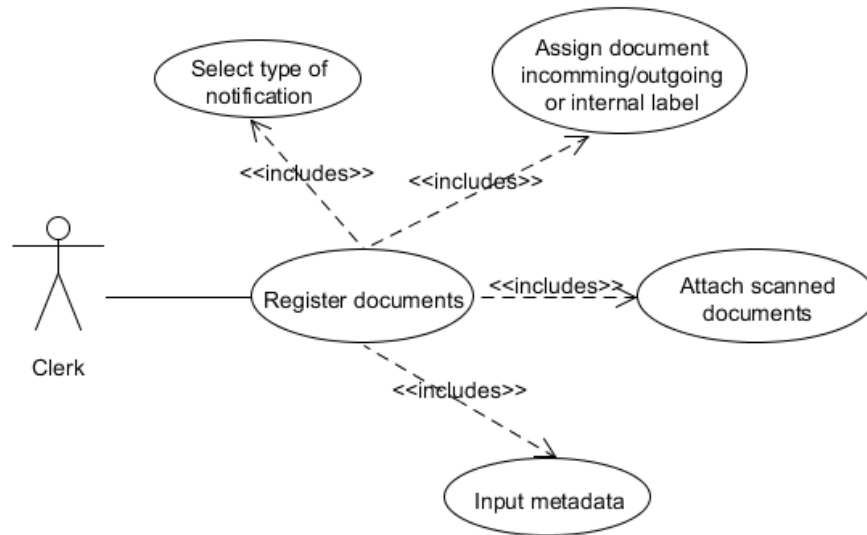 Select type of
notification
Assign document
incomming/outgoing
or internal label
<<includes>>
<<includes>>
Clerk
Register documents
<<includes>>
Attach scanned
documents
<<includes>>
Input metadata